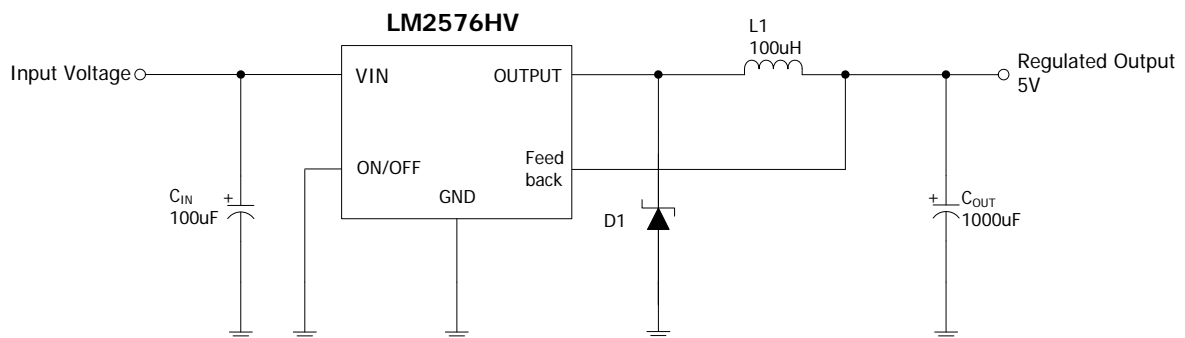 LM2576HV
L1
100uH
Input Voltage
VIN
OUTPUT
Regulated Output
5V
ON/OFF
Feed
back
GND
+
CIN
100uF
D1
+
COUT
1000uF